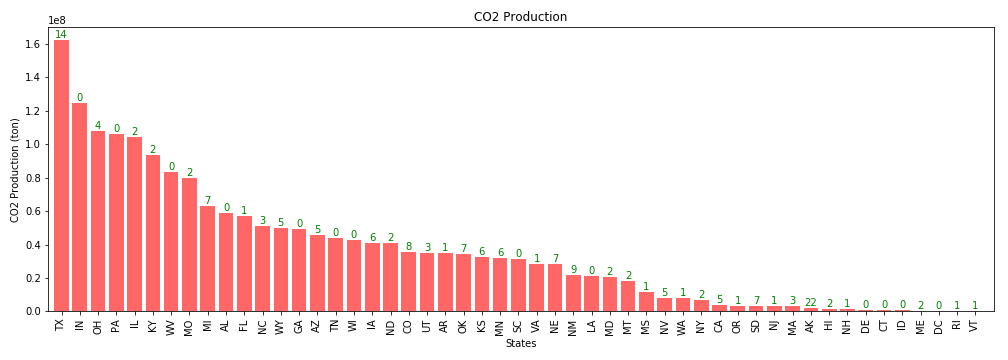 CO2 Production
1e8
14 0 4 0 2 2 0 2 7 0 1 3 5 0 5 0 0 6 2 8 3 1 7 6 6 0 1 7 9 0 2 2 1 5 1 2 5 1 7 1 3 22 2 1 0 0 0 2 0 1 1
1.6
1.4
1.2
1.0
0.8
0.6
0.4
0.2
0.0
CO2 Production (ton)
TX IN OH PA IL KY WV MO MI AL FL NC WY GA AZ TN WI IA ND CO UT AR OK KS MN SC VA NE NM LA MD MT MS NV WA NY CA OR SD NJ MA AK HI NH DE CT ID ME DC RI VT
States